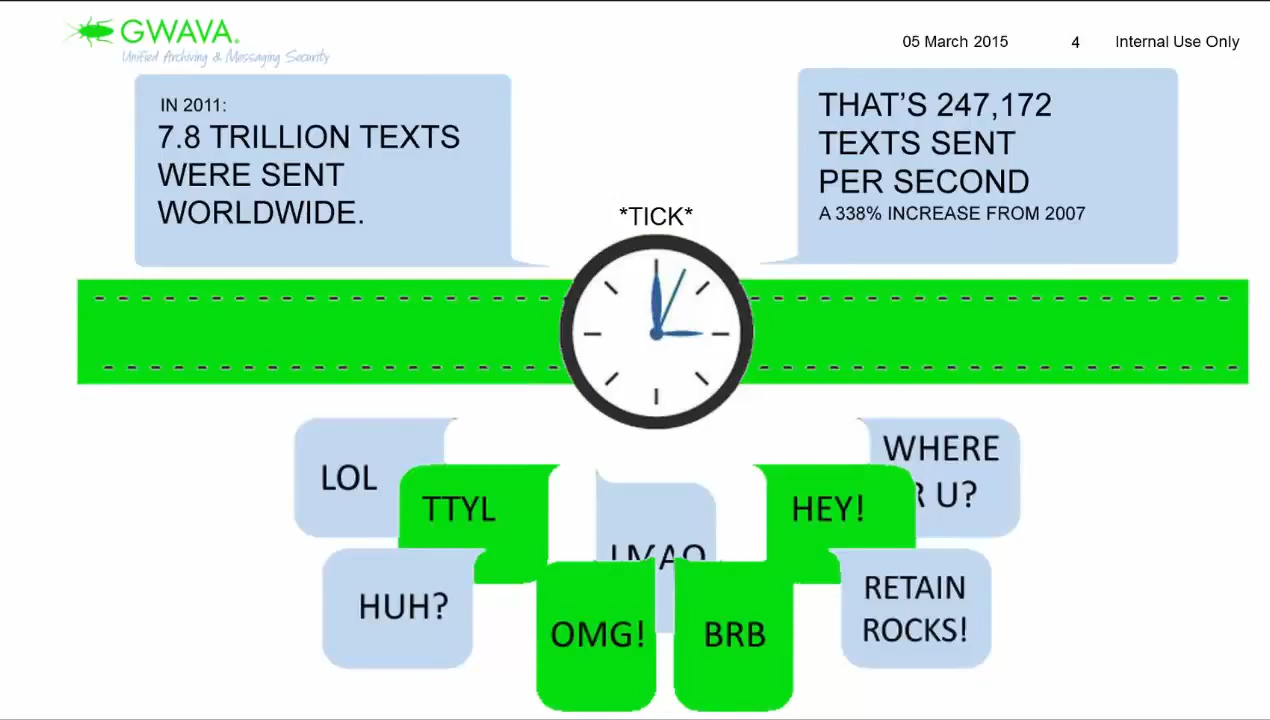 GWAVA.
Unified Archiving & Messaging Security
05 March 2015 4 Internal Use Only
IN 2011:
7.8 TRILLION TEXTS
WERE SENT
WORLDWIDE.
THAT'S 247,172
TEXTS SENT
PER SECOND
A 338% INCREASE FROM 2007
*TICK*
LOL
TTYL
LMAO
HEY!
WHERE
R U?
HUH?
OMG!
BRB
RETAIN
ROCKS!